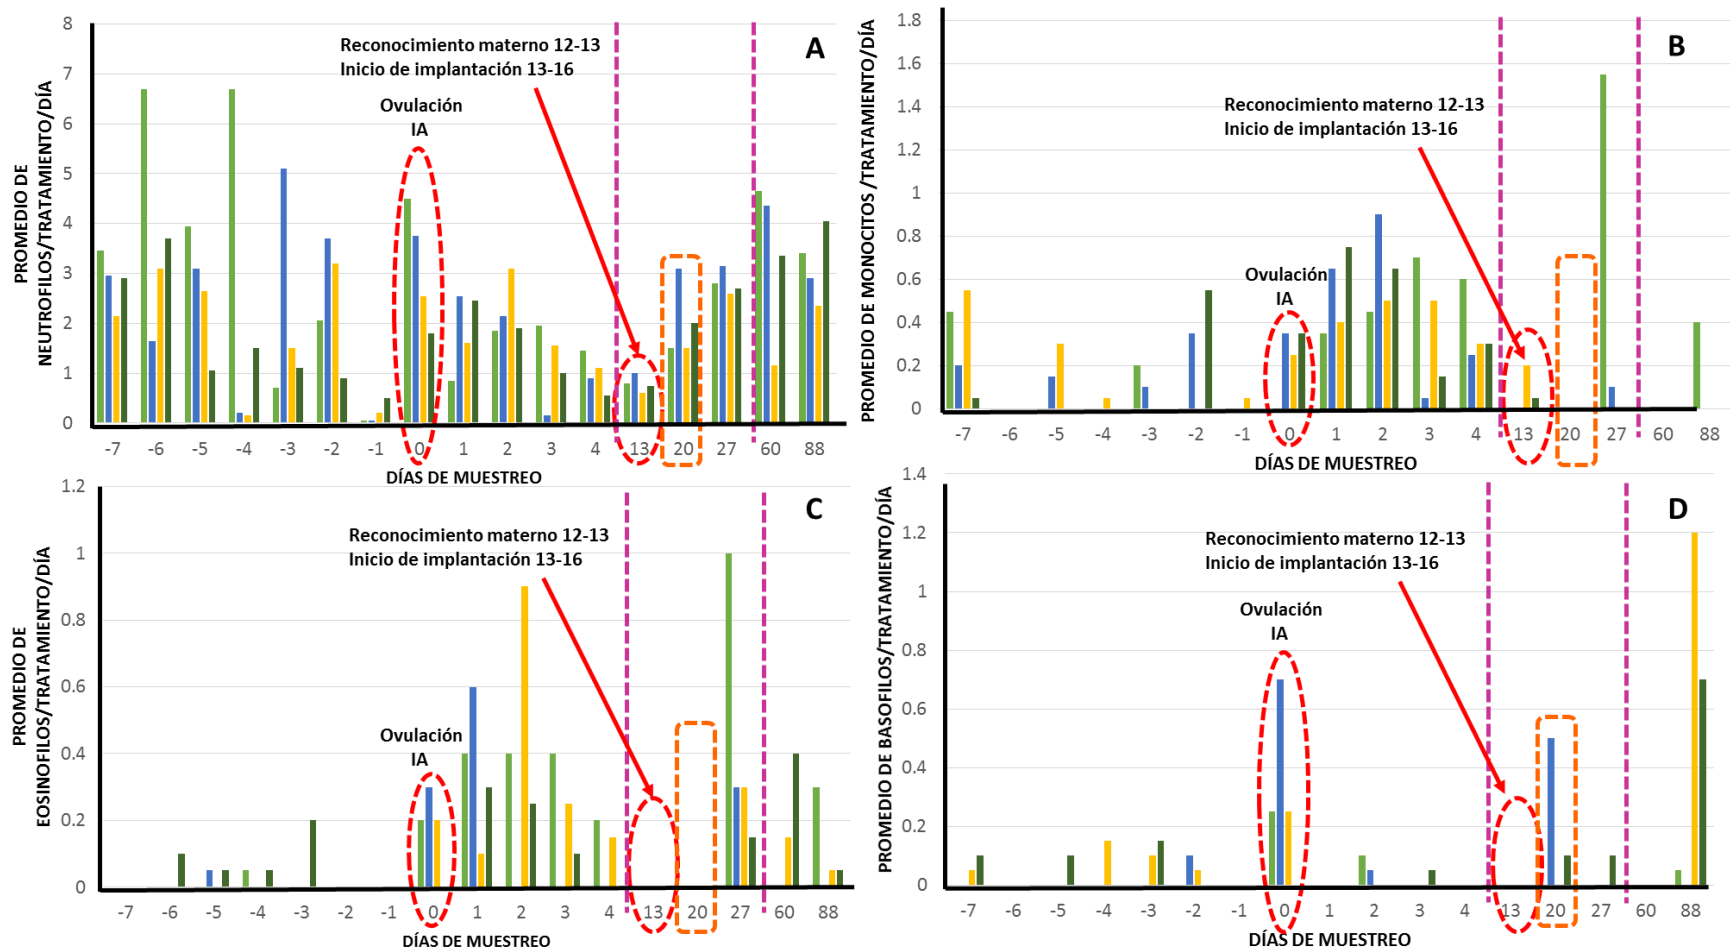 A
PROMEDIO DE
NEUTROFILOS/TRATAMIENTO/DÍA
8
7
6
5
4
3
2
1
0
Reconocimiento materno 12-13
Inicio de implantación 13-16
Ovulación
IA
-7 -6 -5 -4 -3 -2 -1 0 1 2 3 4 13 20 27 60 88
DÍAS DE MUESTREO
B
PROMEDIO DE MONOCITOS /TRATAMIENTO/DÍA
1.8
1.6
1.4
1.2
1
0.8
0.6
0.4
0.2
0
Reconocimiento materno 12-13
Inicio de implantación 13-16
Ovulación
IA
-7 -6 -5 -4 -3 -2 -1 0 1 2 3 4 13 20 27 60 88
DÍAS DE MUESTREO
C
PROMEDIO DE
EOSINOFILOS/TRATAMIENTO/DÍA
1.2
1
0.8
0.6
0.4
0.2
0
Reconocimiento materno 12-13
Inicio de implantación 13-16
Ovulación
IA
-7 -6 -5 -4 -3 -2 -1 0 1 2 3 4 13 20 27 60 88
DÍAS DE MUESTREO
D
PROMEDIO DE BASOFILOS/TRATAMIENTO/DÍA
1.4
1.2
1
0.8
0.6
0.4
0.2
0
Reconocimiento materno 12-13
Inicio de implantación 13-16
Ovulación
IA
-7 -6 -5 -4 -3 -2 -1 0 1 2 3 4 13 20 27 60 88
DÍAS DE MUESTREO